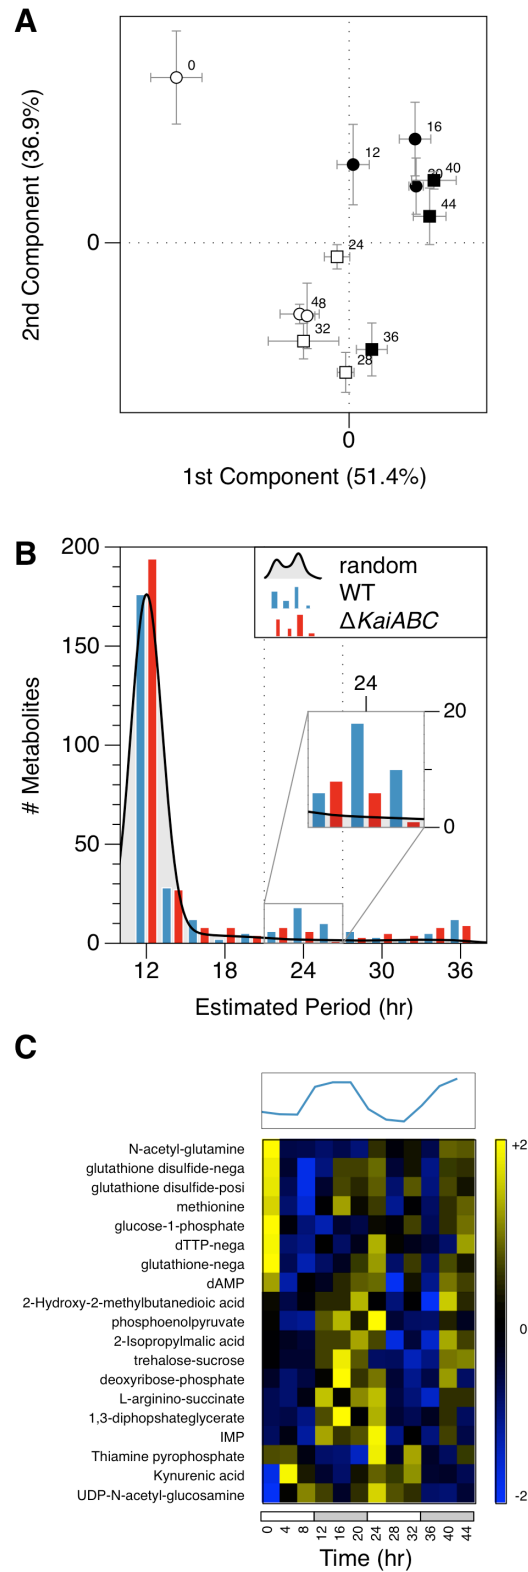 A
2nd Component (36.9%)
0
16
12
20
40
44
0
24
48
32
36
28
0
1st Component (51.4%)
B
# Metabolites
200
150
100
50
0
random
WT
ΔKaiABC
24
20
0
12
18
24
30
36
Estimated Period (hr)
C
N-acetyl-glutamine
glutathione disulfide-nega
glutathione disulfide-posi
methionine
glucose-1-phosphate
dTTP-nega
glutathione-nega
dAMP
2-Hydroxy-2-methylbutanedioic acid
phosphoenolpyruvate
2-Isopropylmalic acid
trehalose-sucrose
deoxyribose-phosphate
L-arginino-succinate
1,3-diphopshateglycerate
IMP
Thiamine pyrophosphate
Kynurenic acid
UDP-N-acetyl-glucosamine
+2
0
-2
0 4 8 12 16 20 24 28 32 36 40 44
Time (hr)